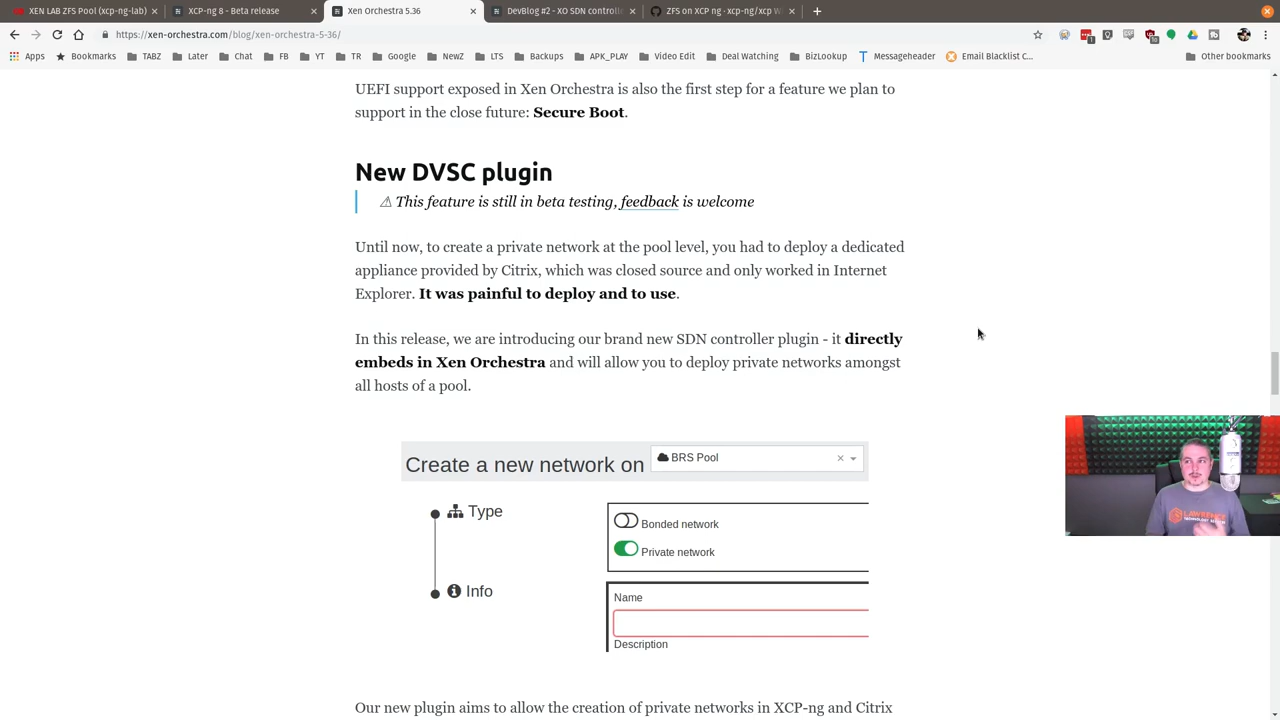 XEN LAB ZFS Pool (xcp-ng-lab)
XCP-ng 8 - Beta release
Xen Orchestra 5.36
DevBlog #2 - XO SDN controlle
ZFS on XCP ng · xcp-ng/xcp W
https://xen-orchestra.com/blog/xen-orchestra-5-36/
Apps
Bookmarks
TABZ
Later
Chat
FB
YT
TR
Google
NewZ
LTS
Backups
APK_PLAY
Video Edit
Deal Watching
BizLookup
Messageheader
Email Blacklist C...
Other bookmarks
UEFI support exposed in Xen Orchestra is also the first step for a feature we plan to
support in the close future: Secure Boot.
New DVSC plugin
⚠ This feature is still in beta testing, feedback is welcome
Until now, to create a private network at the pool level, you had to deploy a dedicated
appliance provided by Citrix, which was closed source and only worked in Internet
Explorer. It was painful to deploy and to use.
In this release, we are introducing our brand new SDN controller plugin - it directly
embeds in Xen Orchestra and will allow you to deploy private networks amongst
all hosts of a pool.
Create a new network on
BRS Pool
Type
Bonded network
Private network
Info
Name
Description
LAWRENCE
Our new plugin aims to allow the creation of private networks in XCP-ng and Citrix